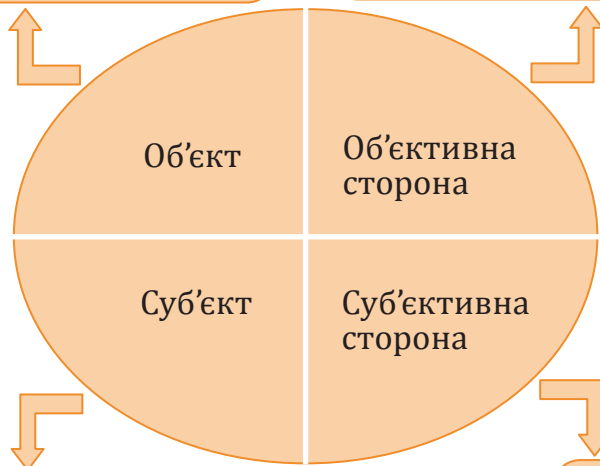 Об’єкт
Об’єктивна
сторона
Суб’єкт
Суб’єктивна
сторона